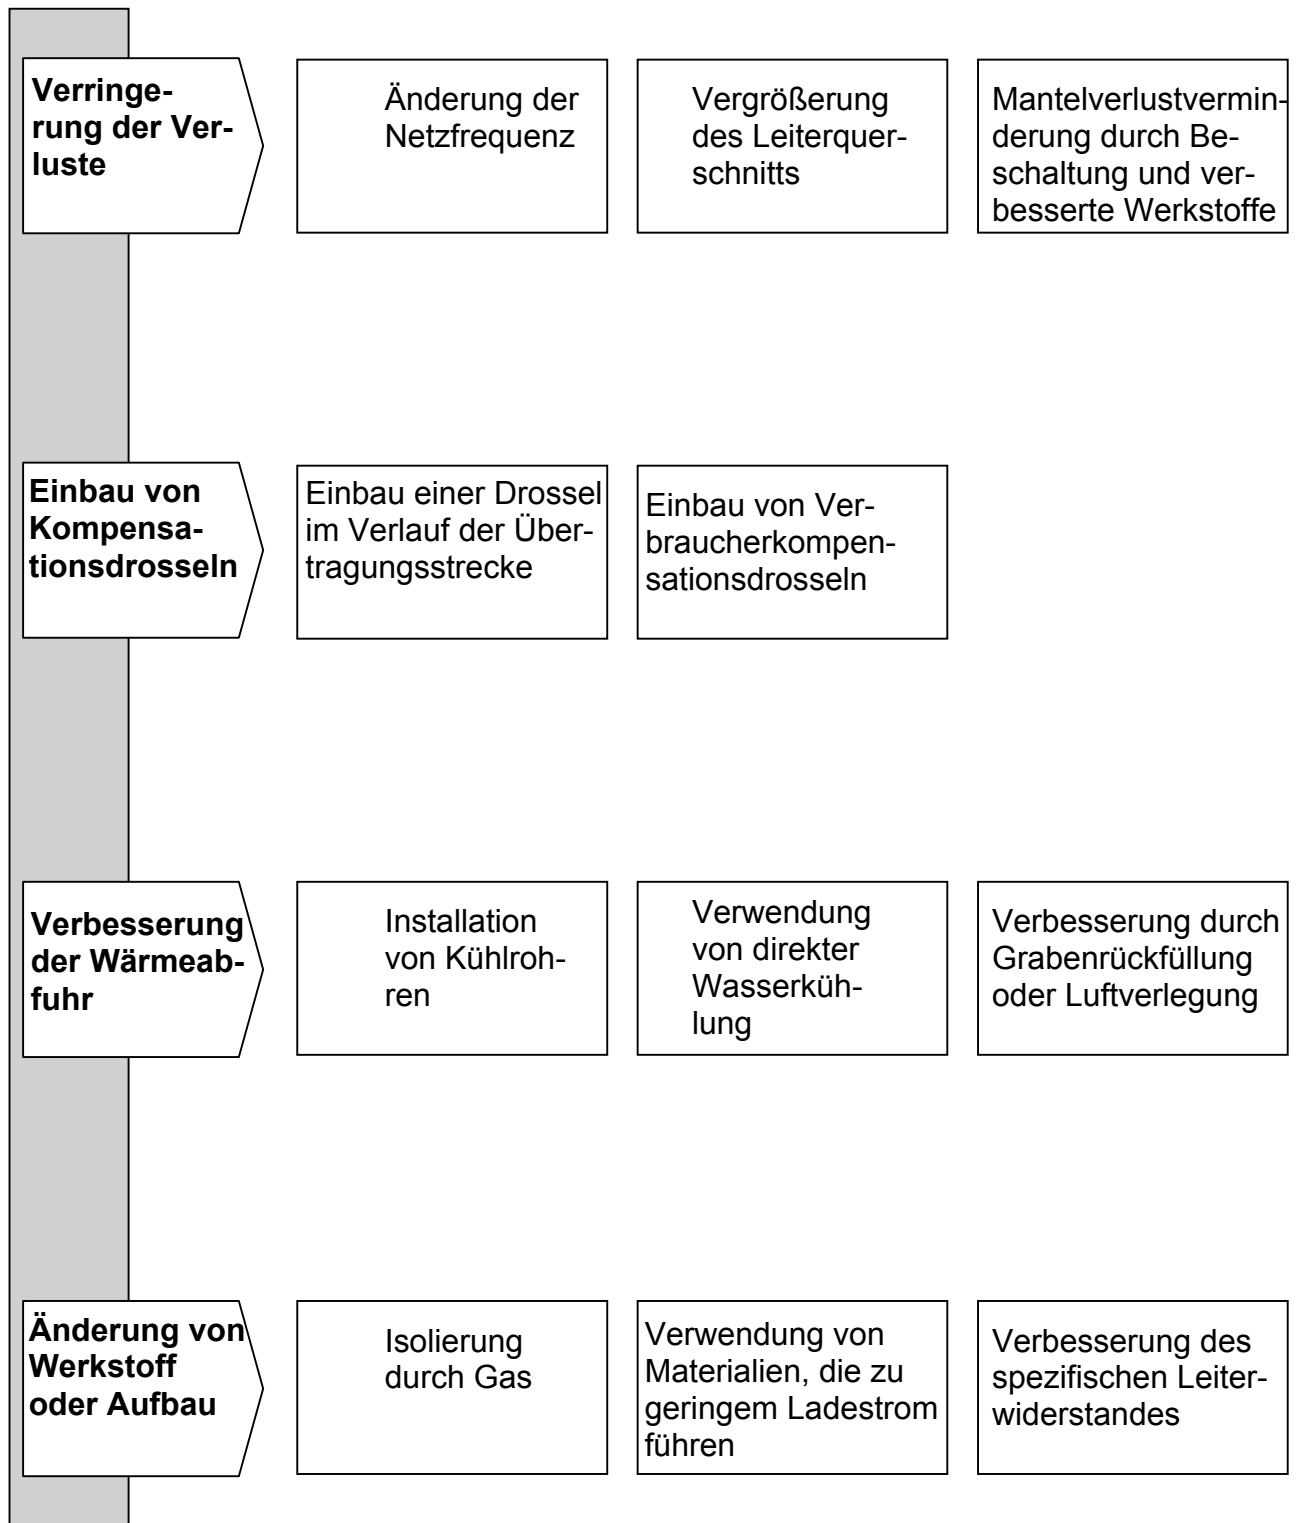 Verringe-
rung der Ver-
luste
Änderung der
Netzfrequenz
Vergrößerung
des Leiterquer-
schnitts
Mantelverlustvermin-
derung durch Be-
schaltung und ver-
besserte Werkstoffe
Einbau von
Kompensa-
tionsdrosseln
Einbau einer Drossel
im Verlauf der Über-
tragungsstrecke
Einbau von Ver-
braucherkompen-
sationsdrosseln
Verbesserung
der Wärmeab-
fuhr
Installation
von Kühlroh-
ren
Verwendung
von direkter
Wasserküh-
lung
Verbesserung durch
Grabenrückfüllung
oder Luftverlegung
Änderung von
Werkstoff
oder Aufbau
Isolierung
durch Gas
Verwendung von
Materialien, die zu
geringem Ladestrom
führen
Verbesserung des
spezifischen Leiter-
widerstandes